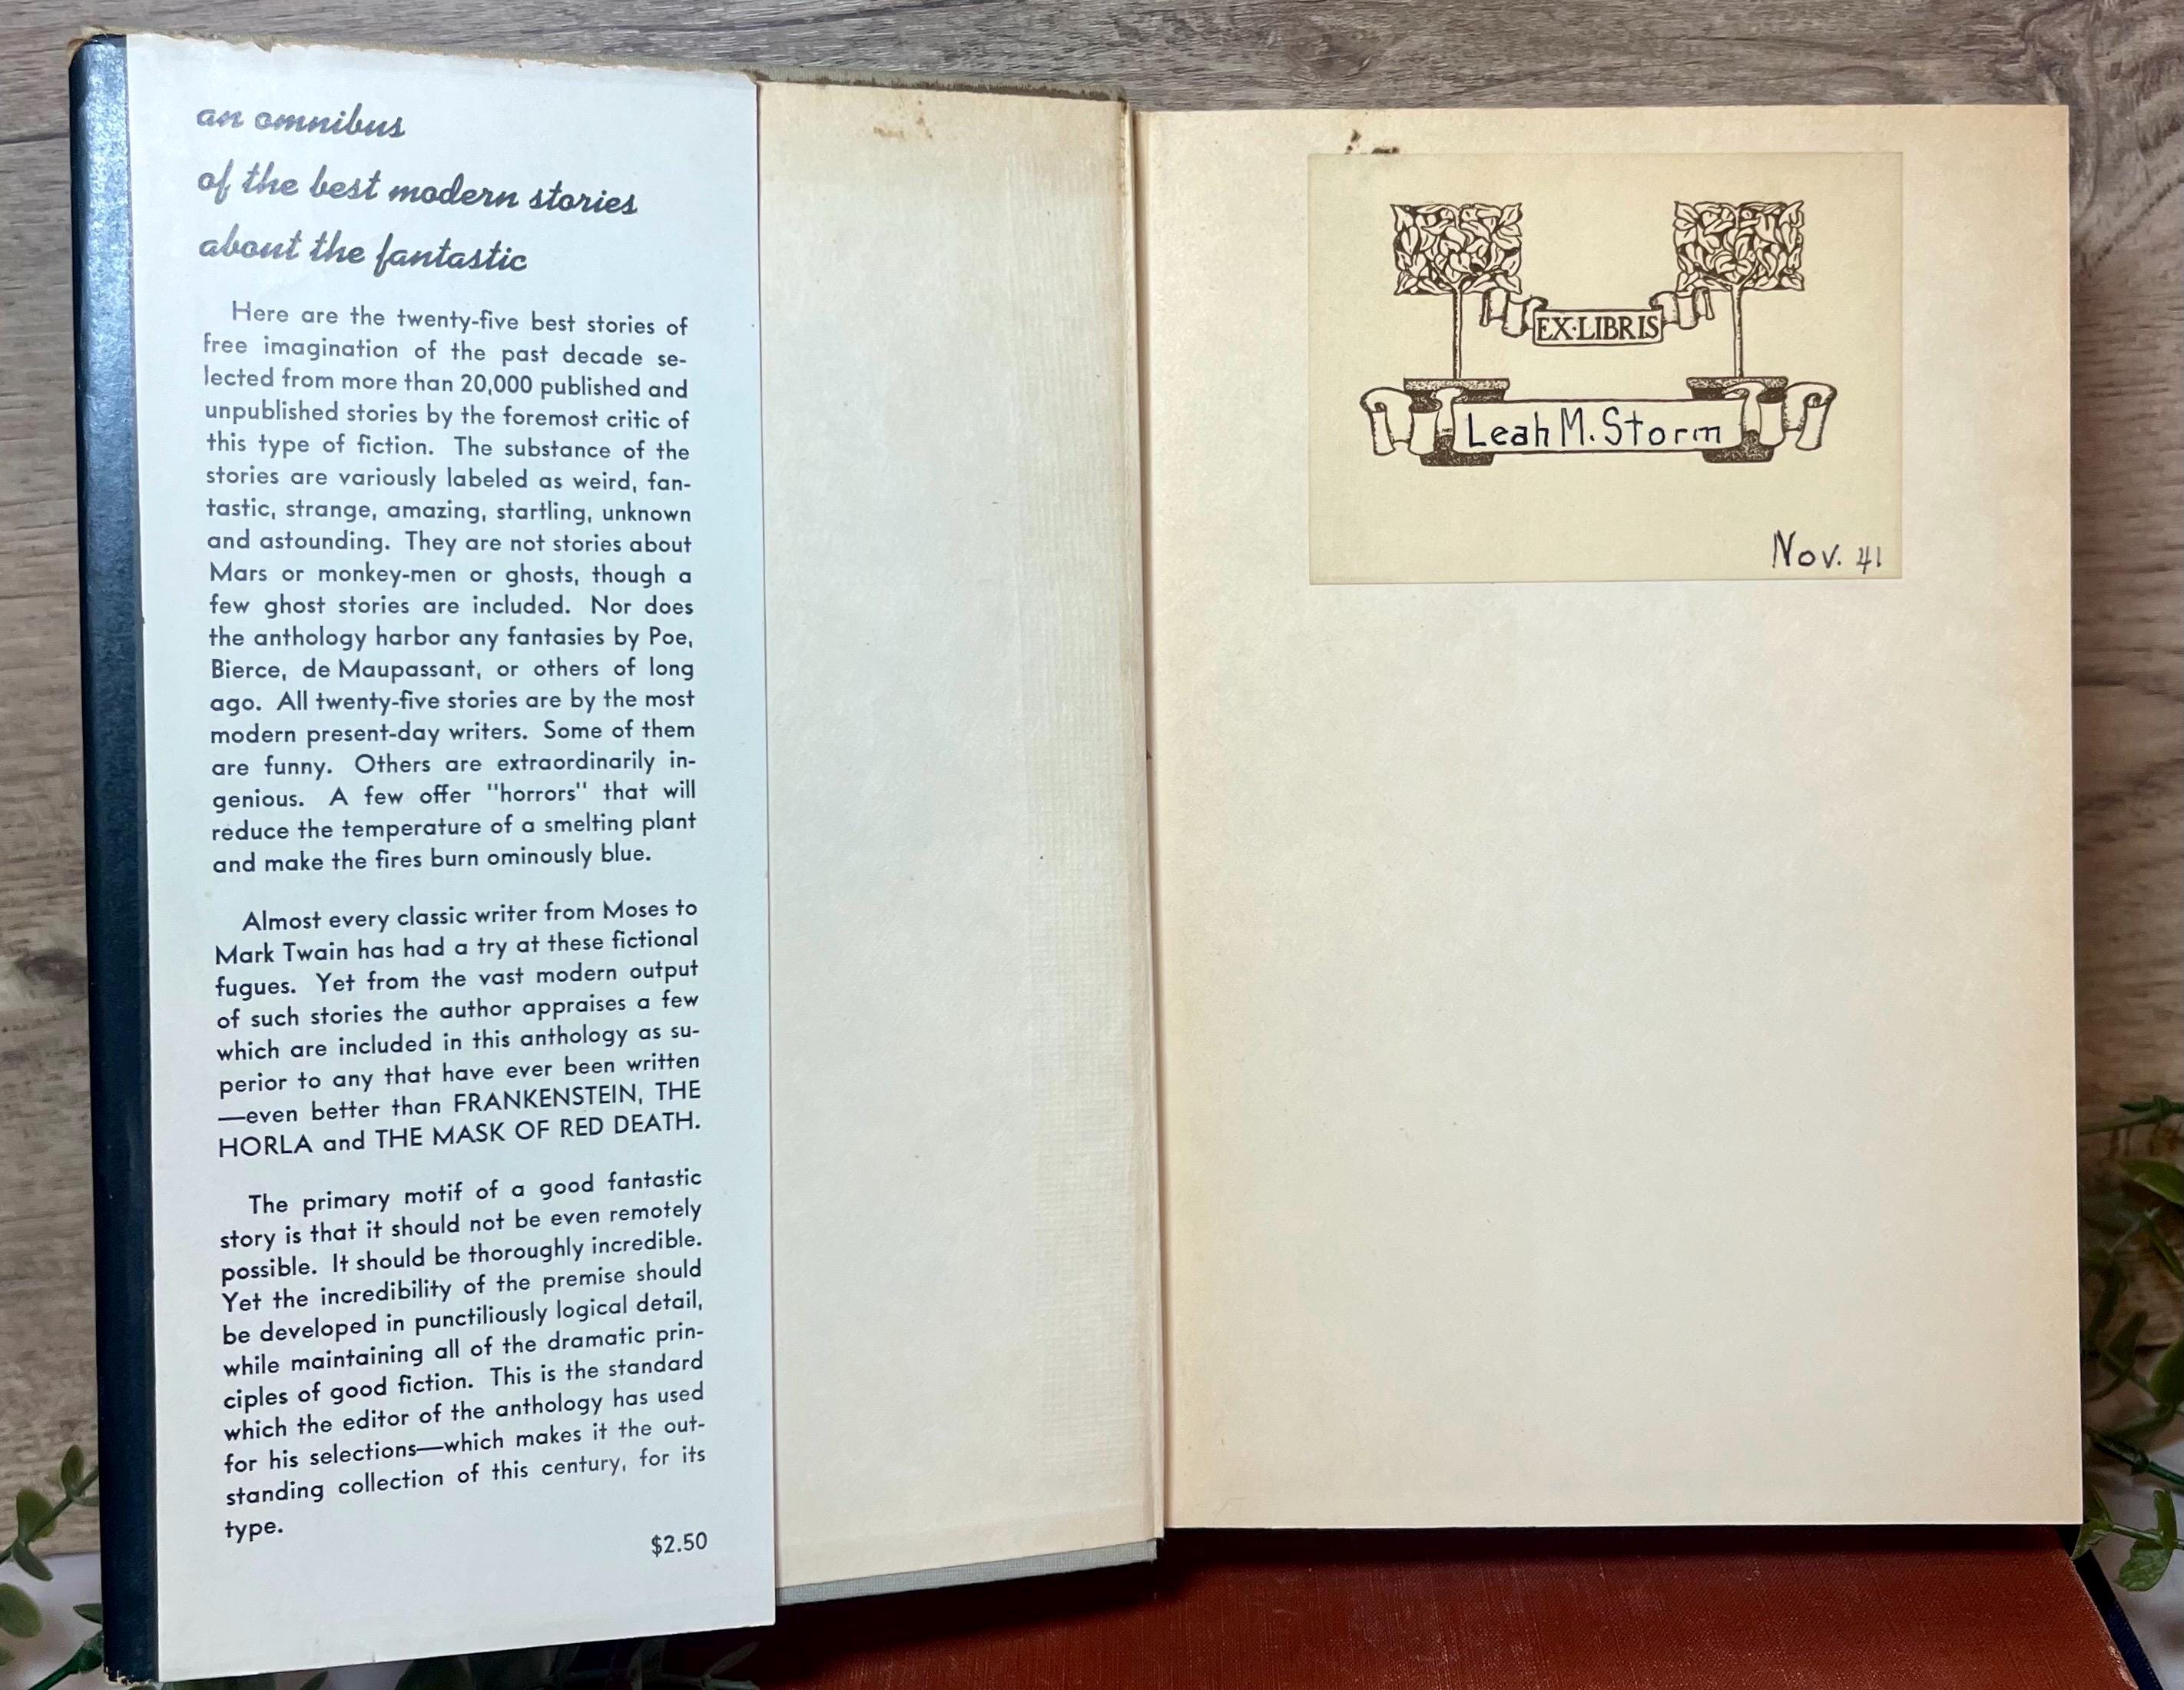 an omnibus
of the best modern stories
about the fantastic
Here are the twenty-five best stories of
free imagination of the past decade se-
lected from more than 20,000 published and
unpublished stories by the foremost critic of
this type of fiction. The substance of the
stories are variously labeled as weird, fan-
tastic, strange, amazing, startling, unknown
and astounding. They are not stories about
Mars or monkey-men or ghosts, though a
few ghost stories are included. Nor does
the anthology harbor any fantasies by Poe,
Bierce, de Maupassant, or others of long
ago. All twenty-five stories are by the most
modern present-day writers. Some of them
are funny. Others are extraordinarily in-
genious. A few offer "horrors" that will
reduce the temperature of a smelting plant
and make the fires burn ominously blue.
Almost every classic writer from Moses to
Mark Twain has had a try at these fictional
fugues. Yet from the vast modern output
of such stories the author appraises a few
which are included in this anthology as su-
perior to any that have ever been written
—even better than FRANKENSTEIN, THE
HORLA and THE MASK OF RED DEATH.
The primary motif of a good fantastic
story is that it should not be even remotely
possible. It should be thoroughly incredible.
Yet the incredibility of the premise should
be developed in punctiliously logical detail,
while maintaining all of the dramatic prin-
ciples of good fiction. This is the standard
which the editor of the anthology has used
for his selections—which makes it the out-
standing collection of this century, for its
type.
$2.50
EX·LIBRIS
Leah M. Storm
Nov. 41